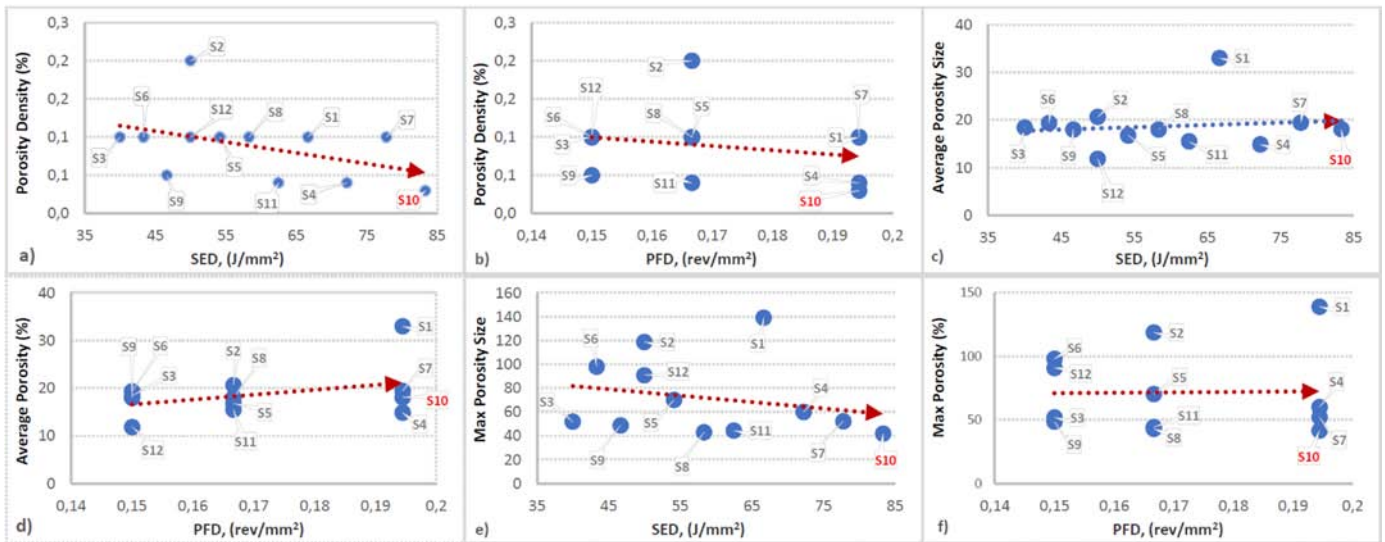 Porosity Density (%)
0,3
0,2
0,2
0,1
0,1
0,0
S2
S6
S12
S8
S1
S7
S3
S5
S9
S11
S4
S10
35
45
55
65
75
85
a)
SED, (J/mm²)
Porosity Density (%)
0,3
0,2
0,2
0,1
0,1
0,0
S12
S2
S5
S7
S6
S8
S1
S3
S9
S11
S4
S10
0,14
0,15
0,16
0,17
0,18
0,19
0,2
b)
PFD, (rev/mm²)
Average Porosity Size
40
30
20
10
0
S1
S6
S2
S8
S7
S3
S9
S5
S11
S4
S10
S12
35
45
55
65
75
85
c)
SED, (J/mm²)
Average Porosity (%)
40
30
20
10
0
S9
S6
S3
S2
S8
S1
S7
S10
S5
S4
S12
S11
0,14
0,15
0,16
0,17
0,18
0,19
0,2
d)
PFD, (rev/mm²)
Max Porosity Size
160
140
120
100
80
60
40
20
0
S6
S2
S1
S12
S3
S4
S5
S9
S8
S11
S7
S10
35
45
55
65
75
85
e)
SED, (J/mm²)
Max Porosity (%)
150
100
50
0
S1
S2
S6
S12
S5
S4
S3
S11
S9
S8
S7
S10
0,14
0,15
0,16
0,17
0,18
0,19
0,2
f)
PFD, (rev/mm²)